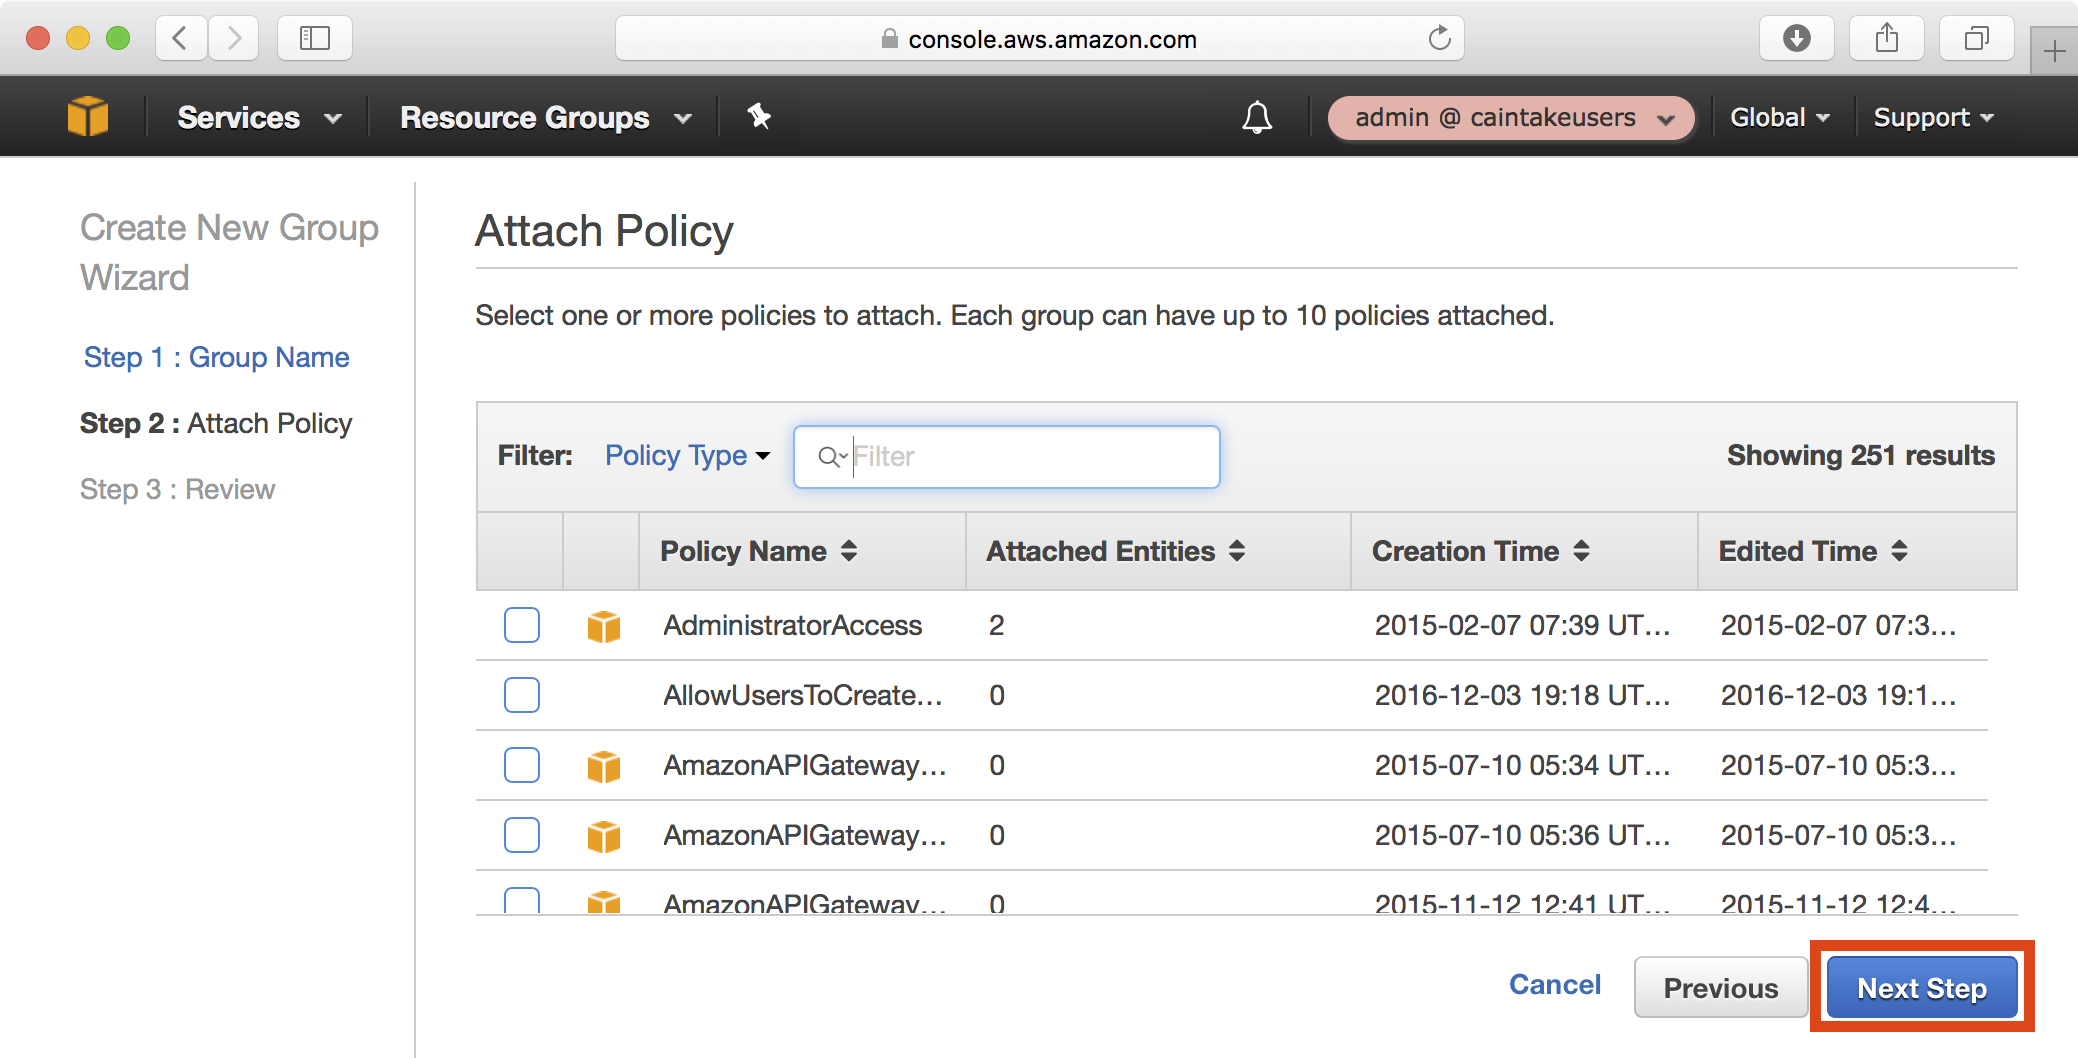 console.aws.amazon.com
Services
Resource Groups
admin @ caintakeusers
Global
Support
Create New Group
Wizard
Step 1 : Group Name
Step 2 : Attach Policy
Step 3 : Review
Attach Policy
Select one or more policies to attach. Each group can have up to 10 policies attached.
Filter: Policy Type Filter Showing 251 results
Policy Name Attached Entities Creation Time Edited Time
AdministratorAccess 2 2015-02-07 07:39 UT... 2015-02-07 07:3...
AllowUsersToCreate... 0 2016-12-03 19:18 UT... 2016-12-03 19:1...
AmazonAPIGateway... 0 2015-07-10 05:34 UT... 2015-07-10 05:3...
AmazonAPIGateway... 0 2015-07-10 05:36 UT... 2015-07-10 05:3...
AmazonAPIGateway... 0 2015-11-12 12:41 UT... 2015-11-12 12:4...
Cancel Previous Next Step